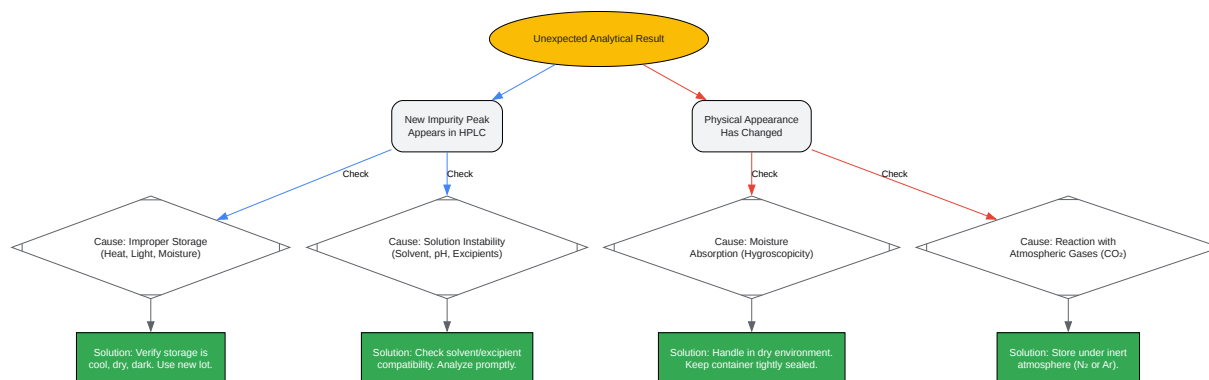 Unexpected Analytical Result
New Impurity Peak
Appears in HPLC
Physical Appearance
Has Changed
Check
Check
Check
Check
Cause: Improper Storage
(Heat, Light, Moisture)
Cause: Solution Instability
(Solvent, pH, Excipients)
Cause: Moisture
Absorption (Hygroscopicity)
Cause: Reaction with
Atmospheric Gases (CO₂)
Solution: Verify storage is
cool, dry, dark. Use new lot.
Solution: Check solvent/excipient
compatibility. Analyze promptly.
Solution: Handle in dry environment.
Keep container tightly sealed.
Solution: Store under inert
atmosphere (N₂ or Ar).